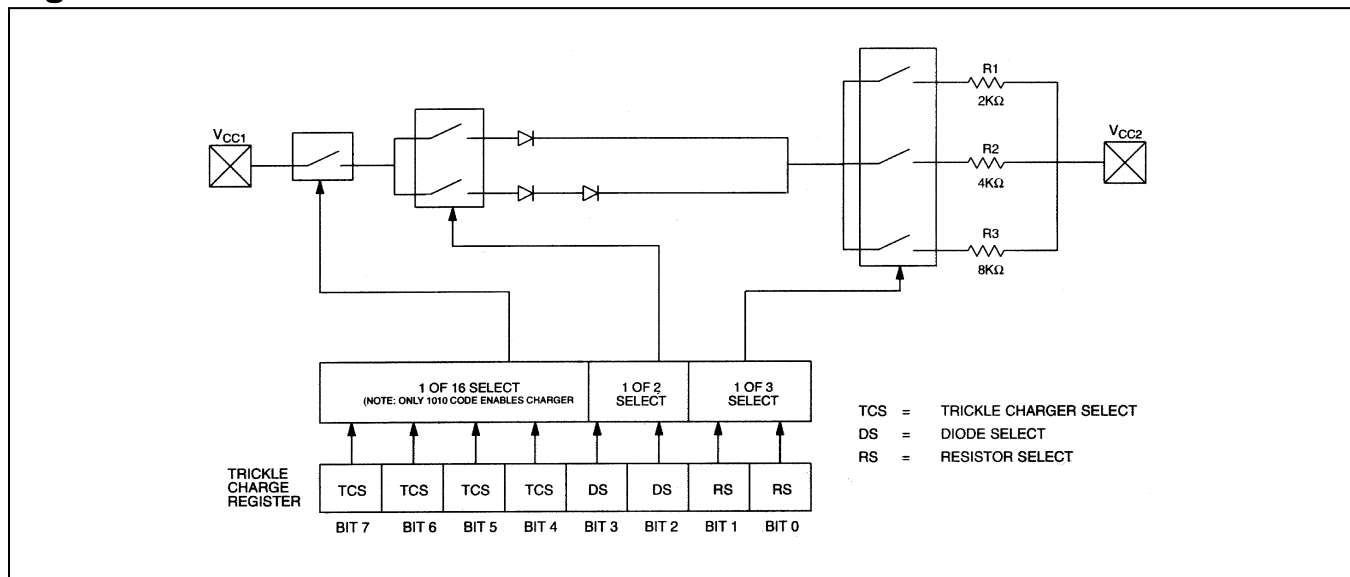 R1
2KΩ
VCC1
VCC2
R2
4KΩ
R3
8KΩ
1 OF 16 SELECT
(NOTE: ONLY 1010 CODE ENABLES CHARGER
1 OF 2
SELECT
1 OF 3
SELECT
TCS = TRICKLE CHARGER SELECT
DS = DIODE SELECT
RS = RESISTOR SELECT
TRICKLE
CHARGE
REGISTER
TCS TCS TCS TCS DS DS RS RS
BIT 7 BIT 6 BIT 5 BIT 4 BIT 3 BIT 2 BIT 1 BIT 0